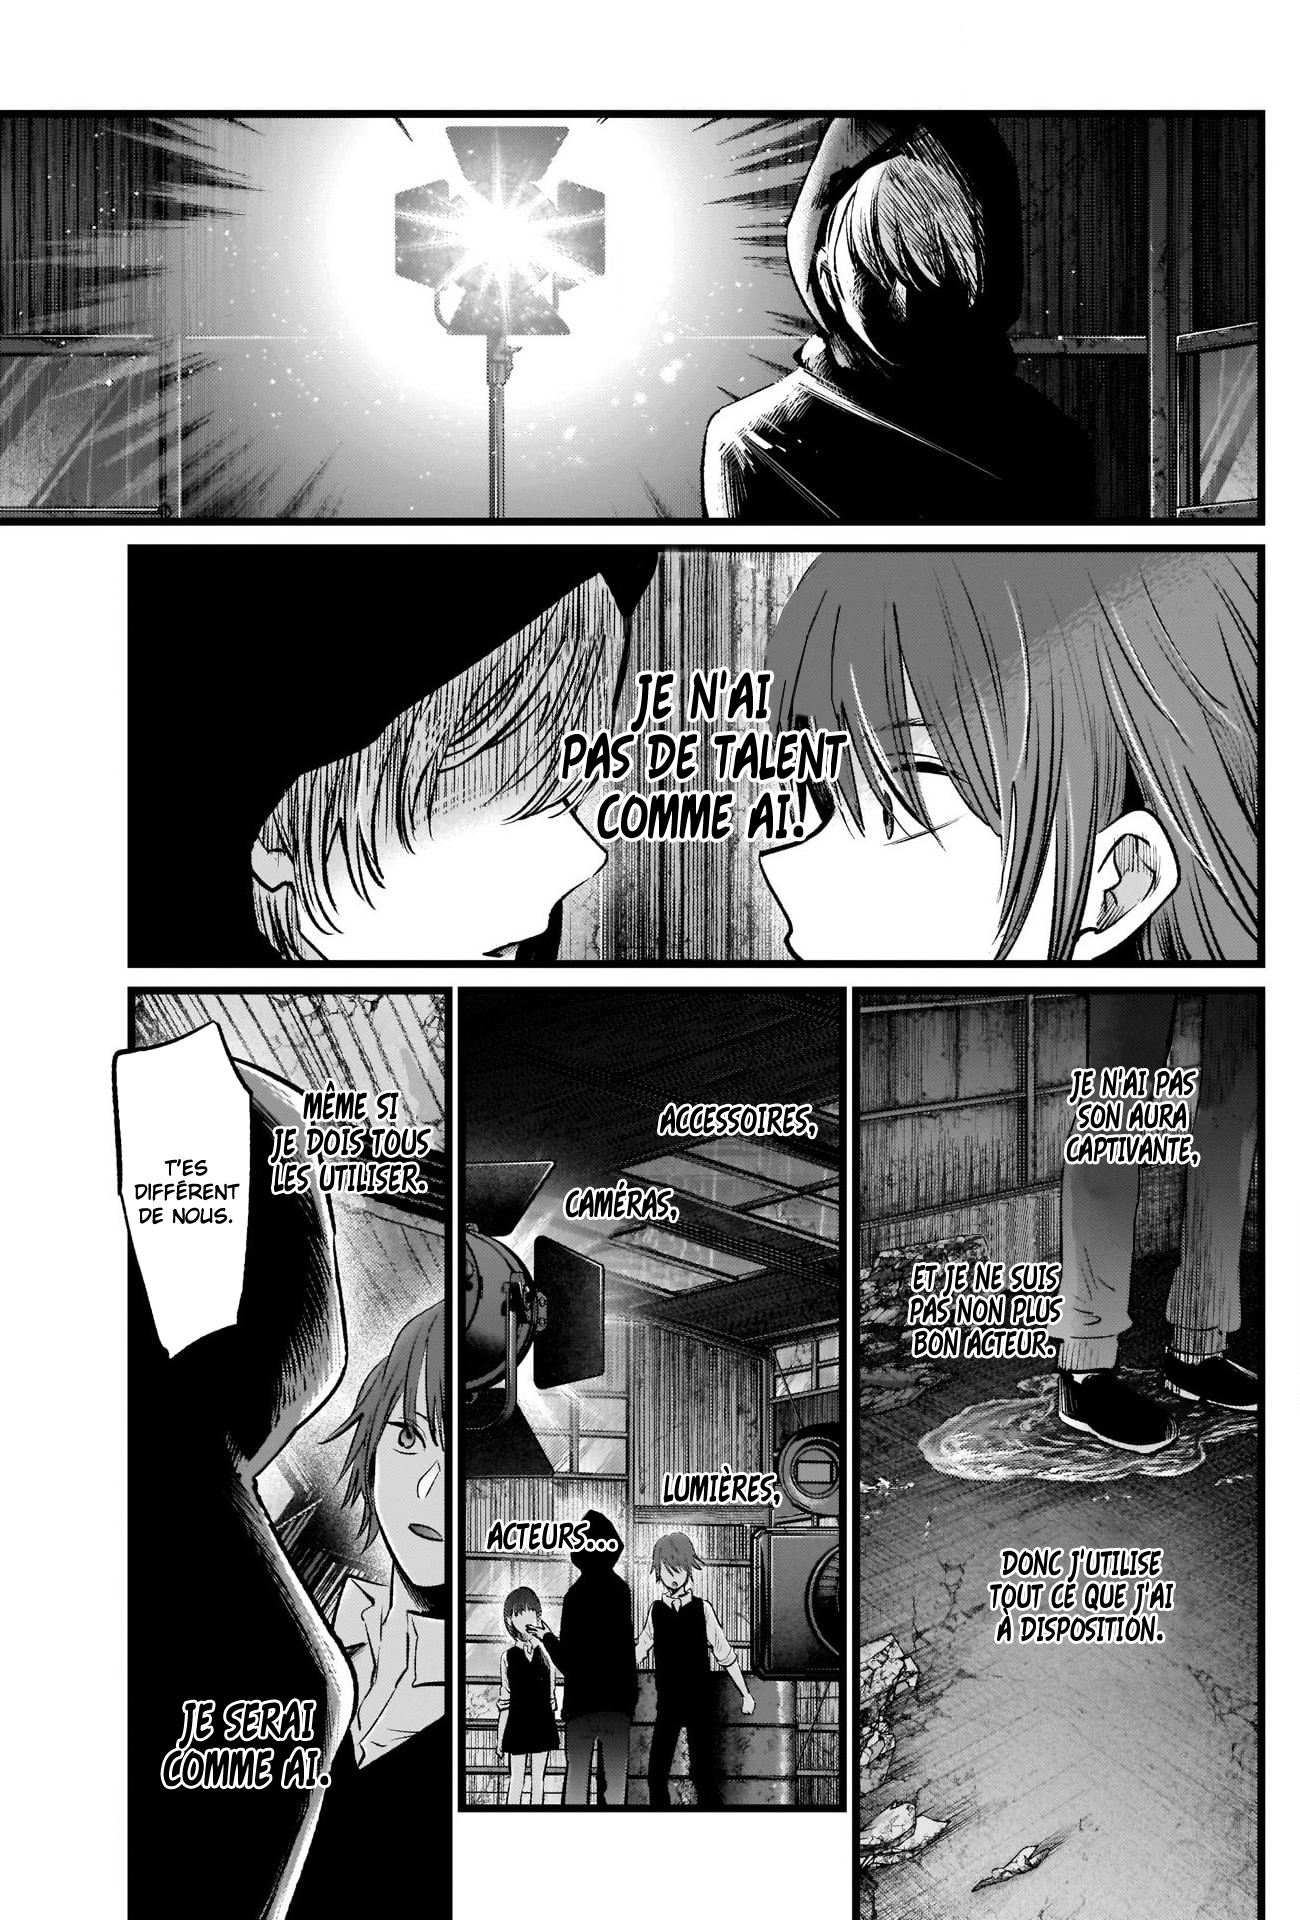 JE N'AI
PAS DE TALENT
COMME AI!
JE N'AI PAS
SON AURA
CAPTIVANTE,
ET JE NE SUIS
PAS NON PLUS
BON ACTEUR.
DONC J'UTILISE
TOUT CE QUE J'AI
À DISPOSITION.
ACCESSOIRES,
CAMÉRAS,
LUMIÈRES,
ACTEURS...
MÊME SI
JE DOIS TOUS
LES UTILISER.
T'ES
DIFFÉRENT
DE NOUS.
JE SERAI
COMME AI.